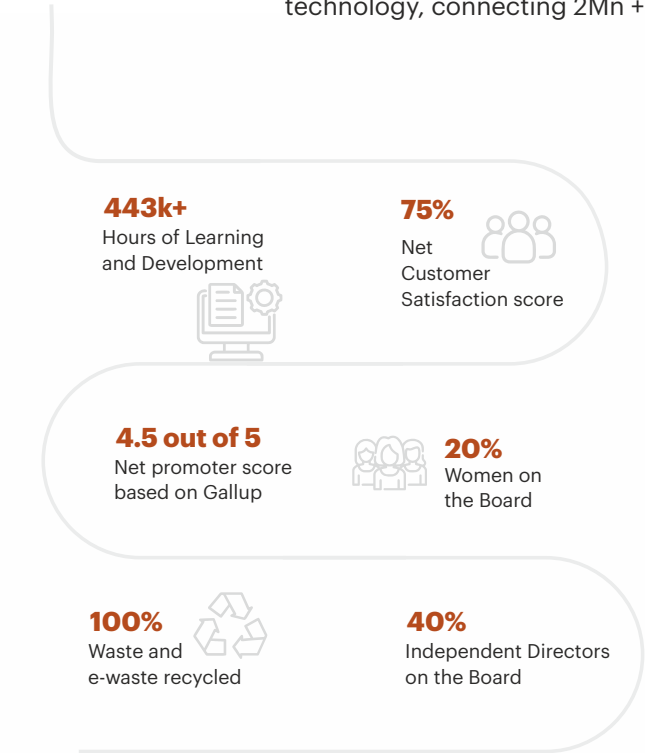 technology, connecting 2Mn +
443k+
Hours of Learning
and Development
75%
Net
Customer
Satisfaction score
4.5 out of 5
Net promoter score
based on Gallup
20%
Women on
the Board
100%
Waste and
e-waste recycled
40%
Independent Directors
on the Board